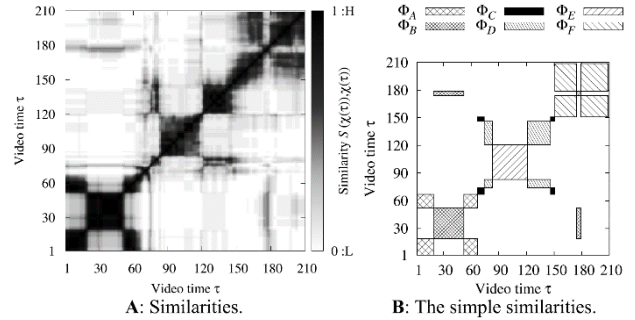 Φ_A Φ_C Φ_E
Φ_B Φ_D Φ_F
210
180
150
120
90
60
30
1
Video time τ
1 30 60 90 120 150 180 210
Video time τ
1 :H
Similarity S (χ(τ)),χ(τ))
0 :L
A: Similarities.
210
180
150
120
90
60
30
1
Video time τ
1 30 60 90 120 150 180 210
Video time τ
B: The simple similarities.